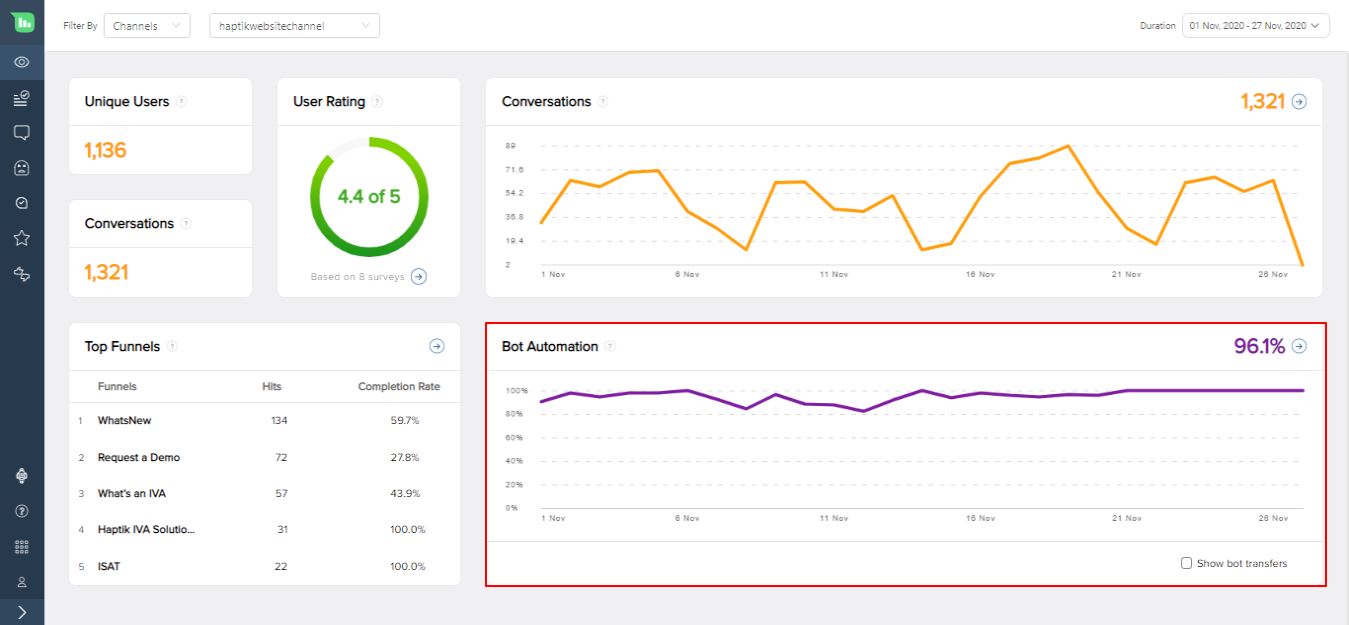 Filter By Channels haptikwebsitechannel Duration 01 Nov, 2020 - 27 Nov, 2020
Unique Users ?
1,136
Conversations ?
1,321
User Rating ?
4.4 of 5
Based on 8 surveys
Conversations ? 1,321
89
71.6
54.2
36.8
19.4
2
1 Nov 6 Nov 11 Nov 16 Nov 21 Nov 26 Nov
Top Funnels ?
Funnels Hits Completion Rate
1 WhatsNew 134 59.7%
2 Request a Demo 72 27.8%
3 What's an IVA 57 43.9%
4 Haptik IVA Solutio... 31 100.0%
5 ISAT 22 100.0%
Bot Automation ? 96.1%
100%
80%
60%
40%
20%
0%
1 Nov 6 Nov 11 Nov 16 Nov 21 Nov 26 Nov
Show bot transfers